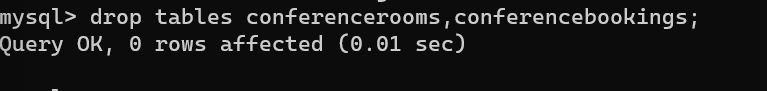 mysql> drop tables conferencerooms,conferencebookings;
Query OK, 0 rows affected (0.01 sec)